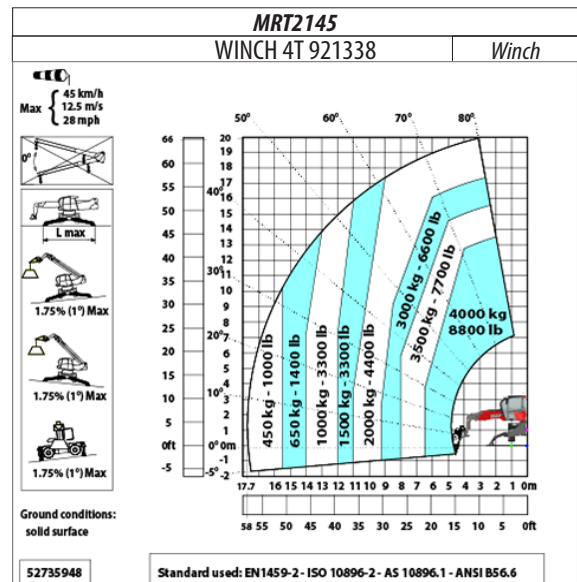 MRT2145
WINCH 4T 921338
Winch
Max
45 km/h
12.5 m/s
28 mph
0°
L max
1.75% (1°) Max
1.75% (1°) Max
1.75% (1°) Max
Ground conditions:
solid surface
52735948
50° 60° 70° 80°
40°
30°
20°
10°
0°
-5°
66
60
55
50
45
40
35
30
25
20
15
10
5
0ft
-5
20
19
18
17
16
15
14
13
12
11
10
9
8
7
6
5
4
3
2
1
0m
-1
-2
450 kg - 1000 lb
650 kg - 1400 lb
1000 kg - 3300 lb
1500 kg - 3300 lb
2000 kg - 4400 lb
3000 kg - 6600 lb
3500 kg - 7700 lb
4000 kg
8800 lb
17.7 16 15 14 13 12 11 10 9 8 7 6 5 4 3 2 1 0m
58 55 50 45 40 35 30 25 20 15 10 5 0ft
Standard used: EN1459-2 - ISO 10896-2 - AS 10896.1 - ANSI B56.6